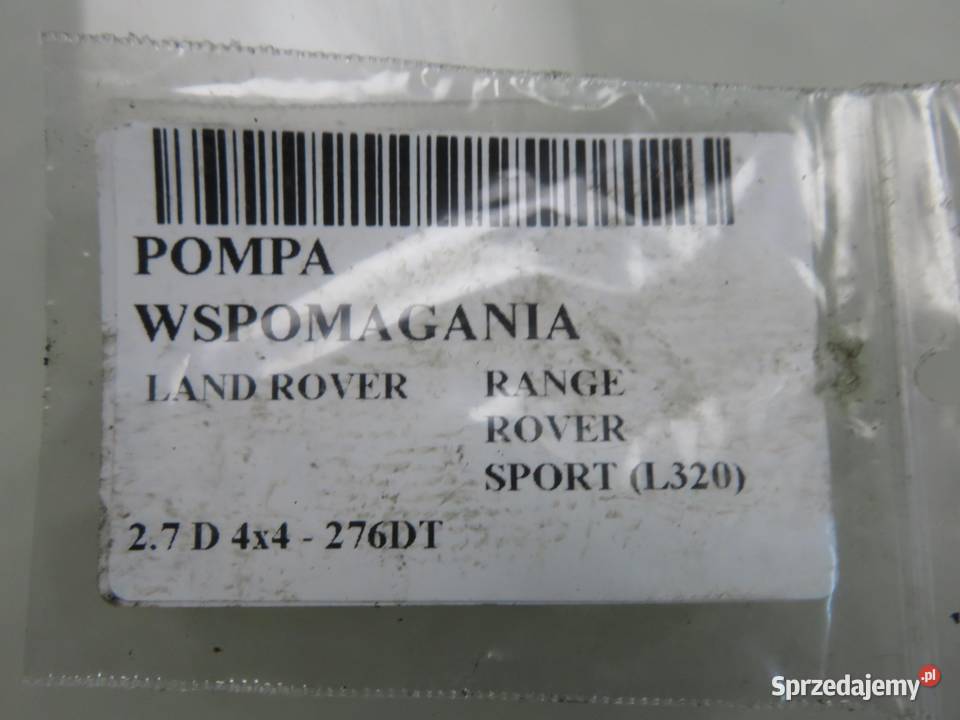 POMPA
WSPOMAGANIA
LAND ROVER RANGE
ROVER
SPORT (L320)
2.7 D 4x4 - 276DT
Sprzedajemy.pl